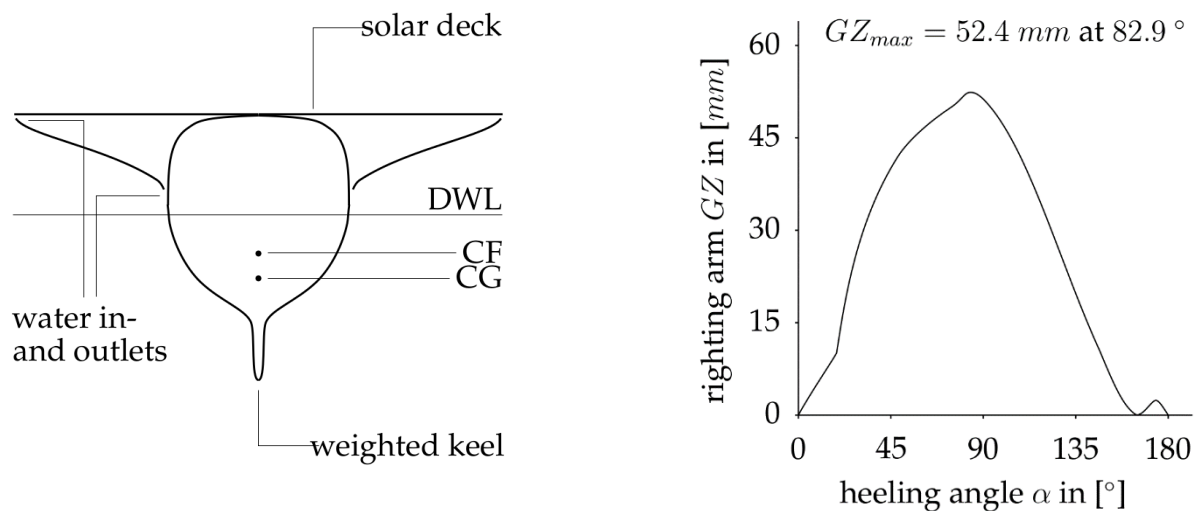 solar deck
DWL
CF
CG
water in-
and outlets
weighted keel
GZmax = 52.4 mm at 82.9 °
righting arm GZ in [mm]
60
45
30
15
0
0 45 90 135 180
heeling angle α in [°]